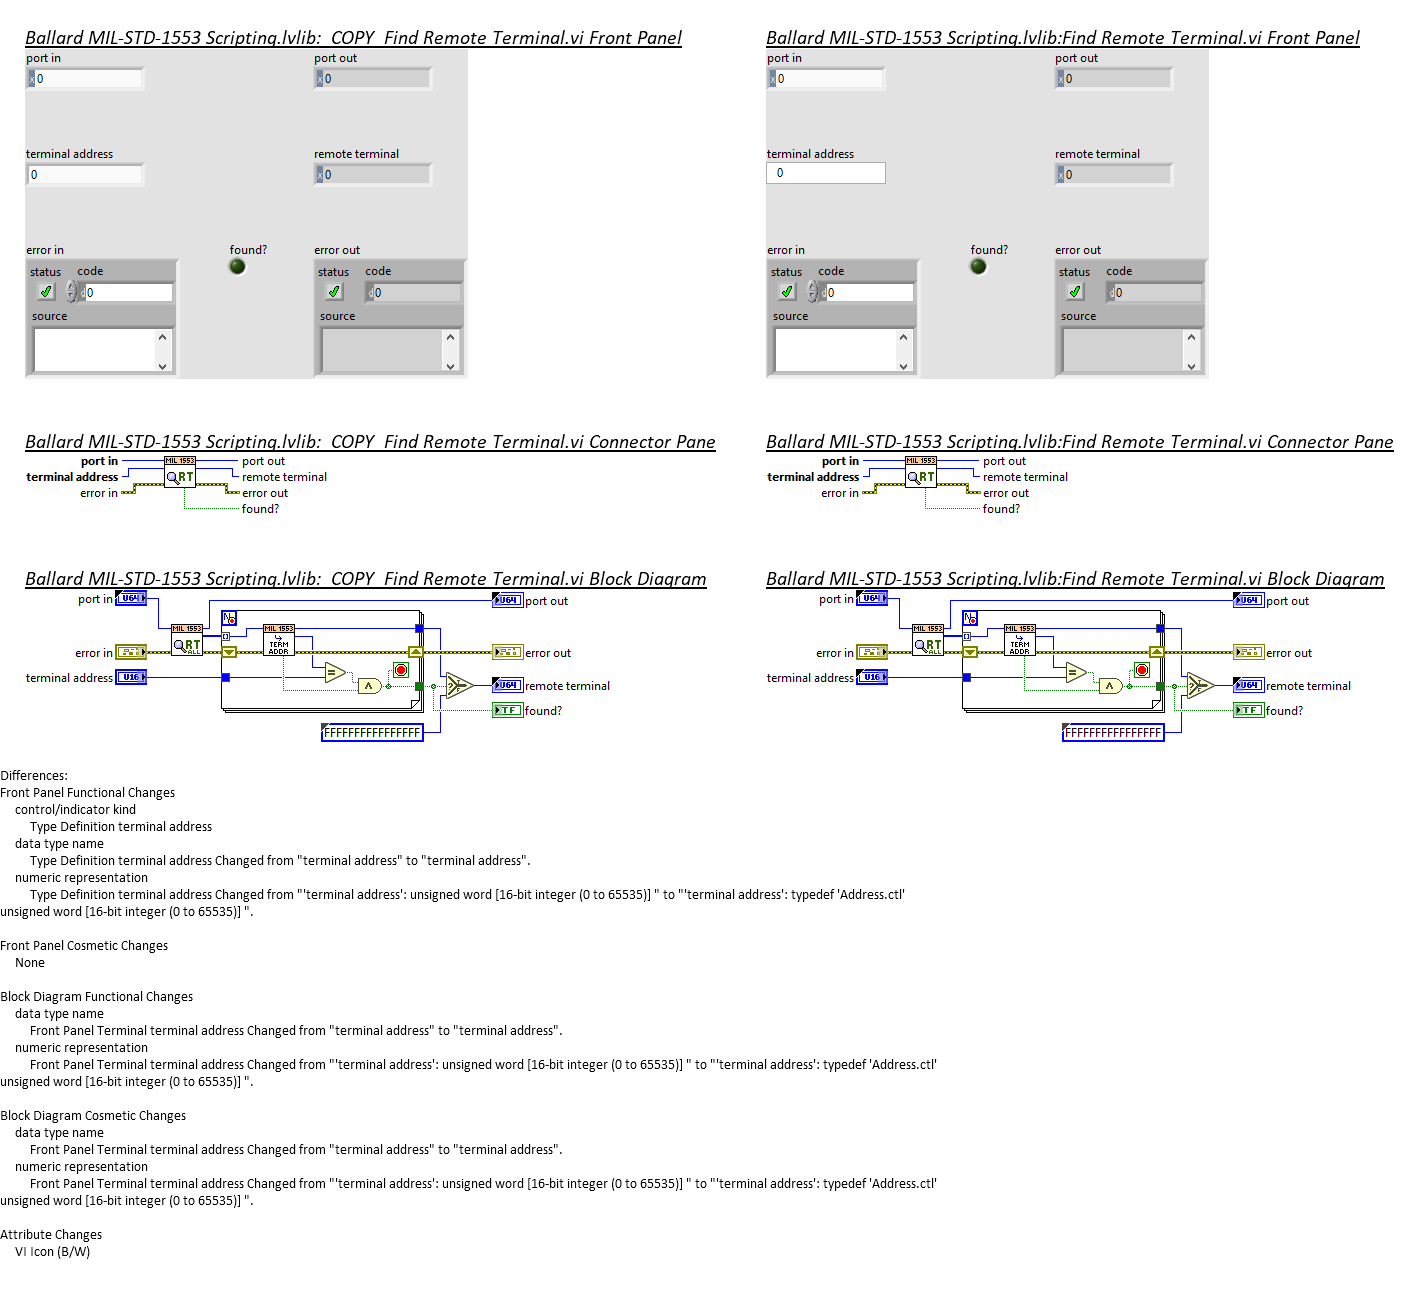 Ballard MIL-STD-1553 Scripting.lvlib: COPY Find Remote Terminal.vi Front Panel
port in
port out
x 0
x 0
terminal address
remote terminal
0
x 0
error in
found?
error out
status
code
status
code
d 0
d 0
source
source
Ballard MIL-STD-1553 Scripting.lvlib:Find Remote Terminal.vi Front Panel
port in
port out
x 0
x 0
terminal address
remote terminal
0
x 0
error in
found?
error out
status
code
status
code
d 0
d 0
source
source
Ballard MIL-STD-1553 Scripting.lvlib: COPY Find Remote Terminal.vi Connector Pane
port in
MIL 1553
port out
terminal address
RT
remote terminal
error in
error out
found?
Ballard MIL-STD-1553 Scripting.lvlib:Find Remote Terminal.vi Connector Pane
port in
MIL 1553
port out
terminal address
RT
remote terminal
error in
error out
found?
Ballard MIL-STD-1553 Scripting.lvlib: COPY Find Remote Terminal.vi Block Diagram
port in
U64
U64
port out
N
MIL 1553
RT
ALL
MIL 1553
TERM
ADDR
error in
error out
terminal address
U16
=
?
T
F
U64
remote terminal
TF
found?
FFFFFFFFFFFFFFFF
Ballard MIL-STD-1553 Scripting.lvlib:Find Remote Terminal.vi Block Diagram
port in
U64
U64
port out
N
MIL 1553
RT
ALL
MIL 1553
TERM
ADDR
error in
error out
terminal address
U16
=
?
T
F
U64
remote terminal
TF
found?
FFFFFFFFFFFFFFFF
Differences:
Front Panel Functional Changes
control/indicator kind
Type Definition terminal address
data type name
Type Definition terminal address Changed from "terminal address" to "terminal address".
numeric representation
Type Definition terminal address Changed from "'terminal address': unsigned word [16-bit integer (0 to 65535)] " to "'terminal address': typedef 'Address.ctl'
unsigned word [16-bit integer (0 to 65535)] ".
Front Panel Cosmetic Changes
None
Block Diagram Functional Changes
data type name
Front Panel Terminal terminal address Changed from "terminal address" to "terminal address".
numeric representation
Front Panel Terminal terminal address Changed from "'terminal address': unsigned word [16-bit integer (0 to 65535)] " to "'terminal address': typedef 'Address.ctl'
unsigned word [16-bit integer (0 to 65535)] ".
Block Diagram Cosmetic Changes
data type name
Front Panel Terminal terminal address Changed from "terminal address" to "terminal address".
numeric representation
Front Panel Terminal terminal address Changed from "'terminal address': unsigned word [16-bit integer (0 to 65535)] " to "'terminal address': typedef 'Address.ctl'
unsigned word [16-bit integer (0 to 65535)] ".
Attribute Changes
VI Icon (B/W)